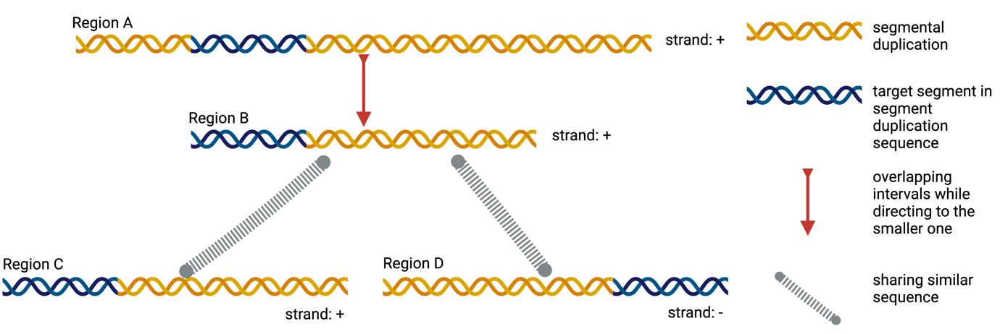 Region A
strand: +
Region B
strand: +
Region C
strand: +
Region D
strand: -
segmental
duplication
target segment in
segment
duplication
sequence
overlapping
intervals while
directing to the
smaller one
sharing similar
sequence